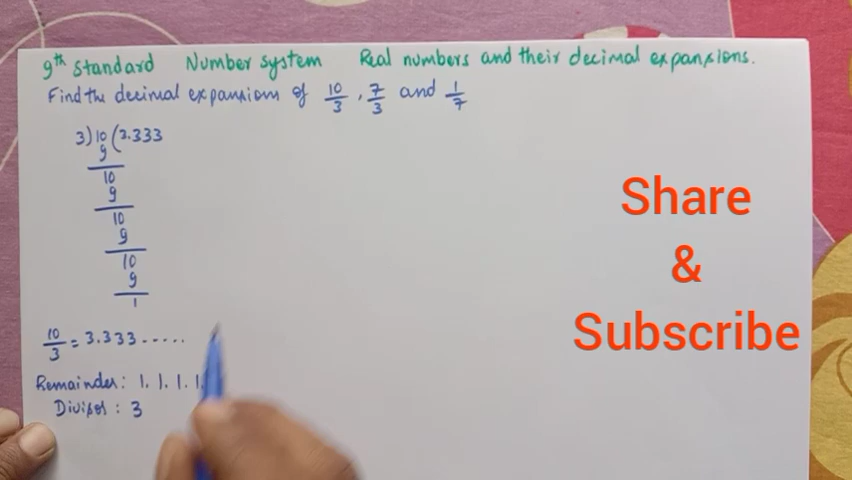 9th Standard Number system Real numbers and their decimal expansions.
Find the decimal expansions of 10/3, 7/3 and 1/7
3)10(3.333
9
10
9
10
9
10
9
1
10/3 = 3.333.....
Remainder: 1. 1. 1. 1.
Divisor: 3
Share
&
Subscribe